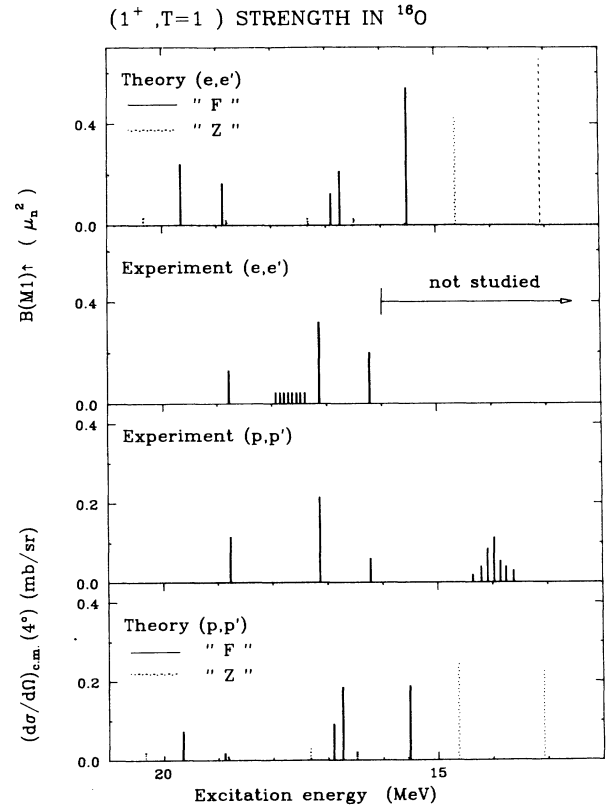 (1⁺ ,T=1 ) STRENGTH IN ¹⁶O
Theory (e,e′)
" F "
" Z "
0.4
0.0
Experiment (e,e′)
not studied
0.4
0.0
B(M1)↑ ( μₙ² )
Experiment (p,p′)
0.4
0.2
0.0
Theory (p,p′)
" F "
" Z "
0.4
0.2
0.0
(dσ/dΩ)c.m.(4°) (mb/sr)
20 15
Excitation energy (MeV)